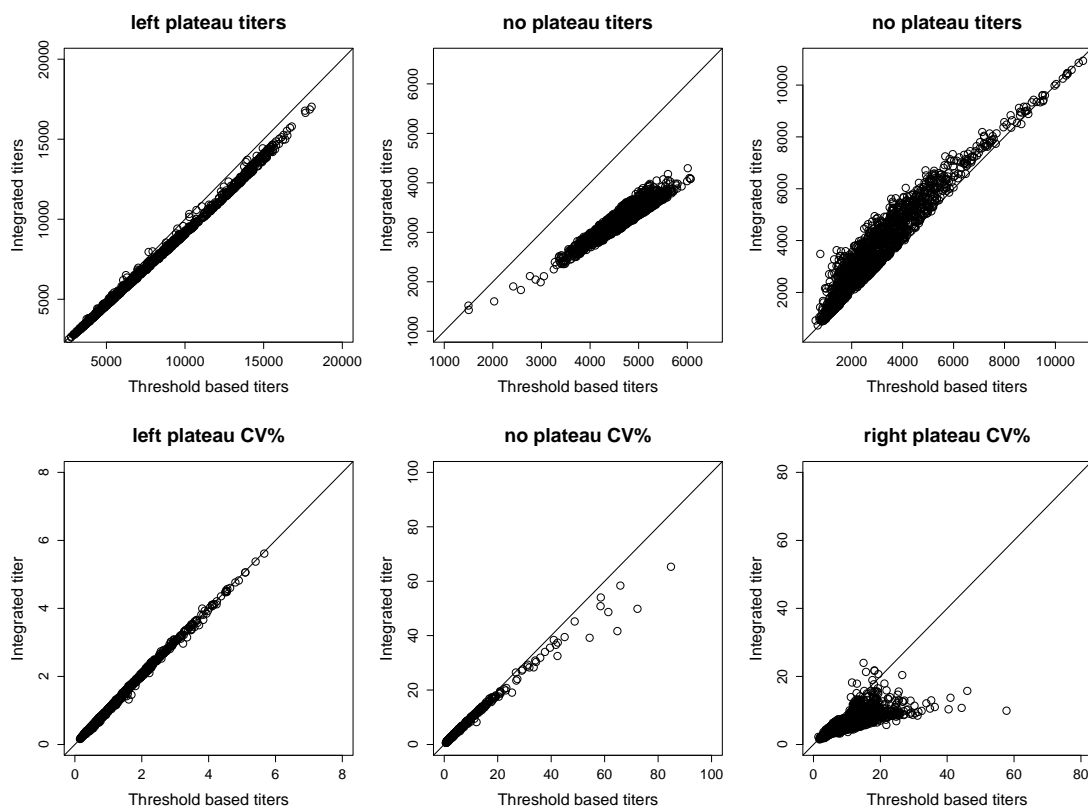 left plateau titers
Integrated titers
5000 10000 15000 20000
5000 10000 15000 20000
Threshold based titers
no plateau titers
Integrated titers
1000 2000 3000 4000 5000 6000
1000 2000 3000 4000 5000 6000
Threshold based titers
no plateau titers
Integrated titers
2000 4000 6000 8000 10000
2000 4000 6000 8000 10000
Threshold based titers
left plateau CV%
Integrated titer
0 2 4 6 8
0 2 4 6 8
Threshold based titers
no plateau CV%
Integrated titer
0 20 40 60 80 100
0 20 40 60 80 100
Threshold based titers
right plateau CV%
Integrated titer
0 20 40 60 80
0 20 40 60 80
Threshold based titers